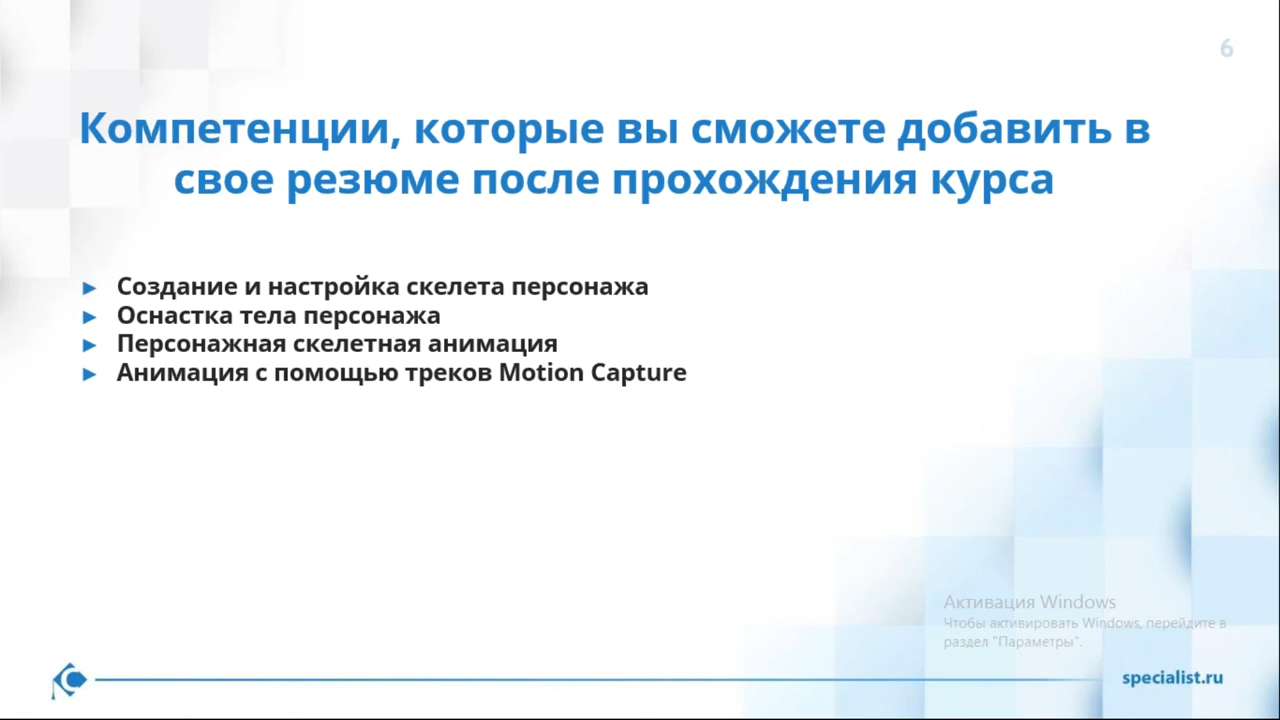 6
Компетенции, которые вы сможете добавить в
свое резюме после прохождения курса
► Создание и настройка скелета персонажа
► Оснастка тела персонажа
► Персонажная скелетная анимация
► Анимация с помощью треков Motion Capture
Активация Windows
Чтобы активировать Windows, перейдите в
раздел "Параметры".
specialist.ru